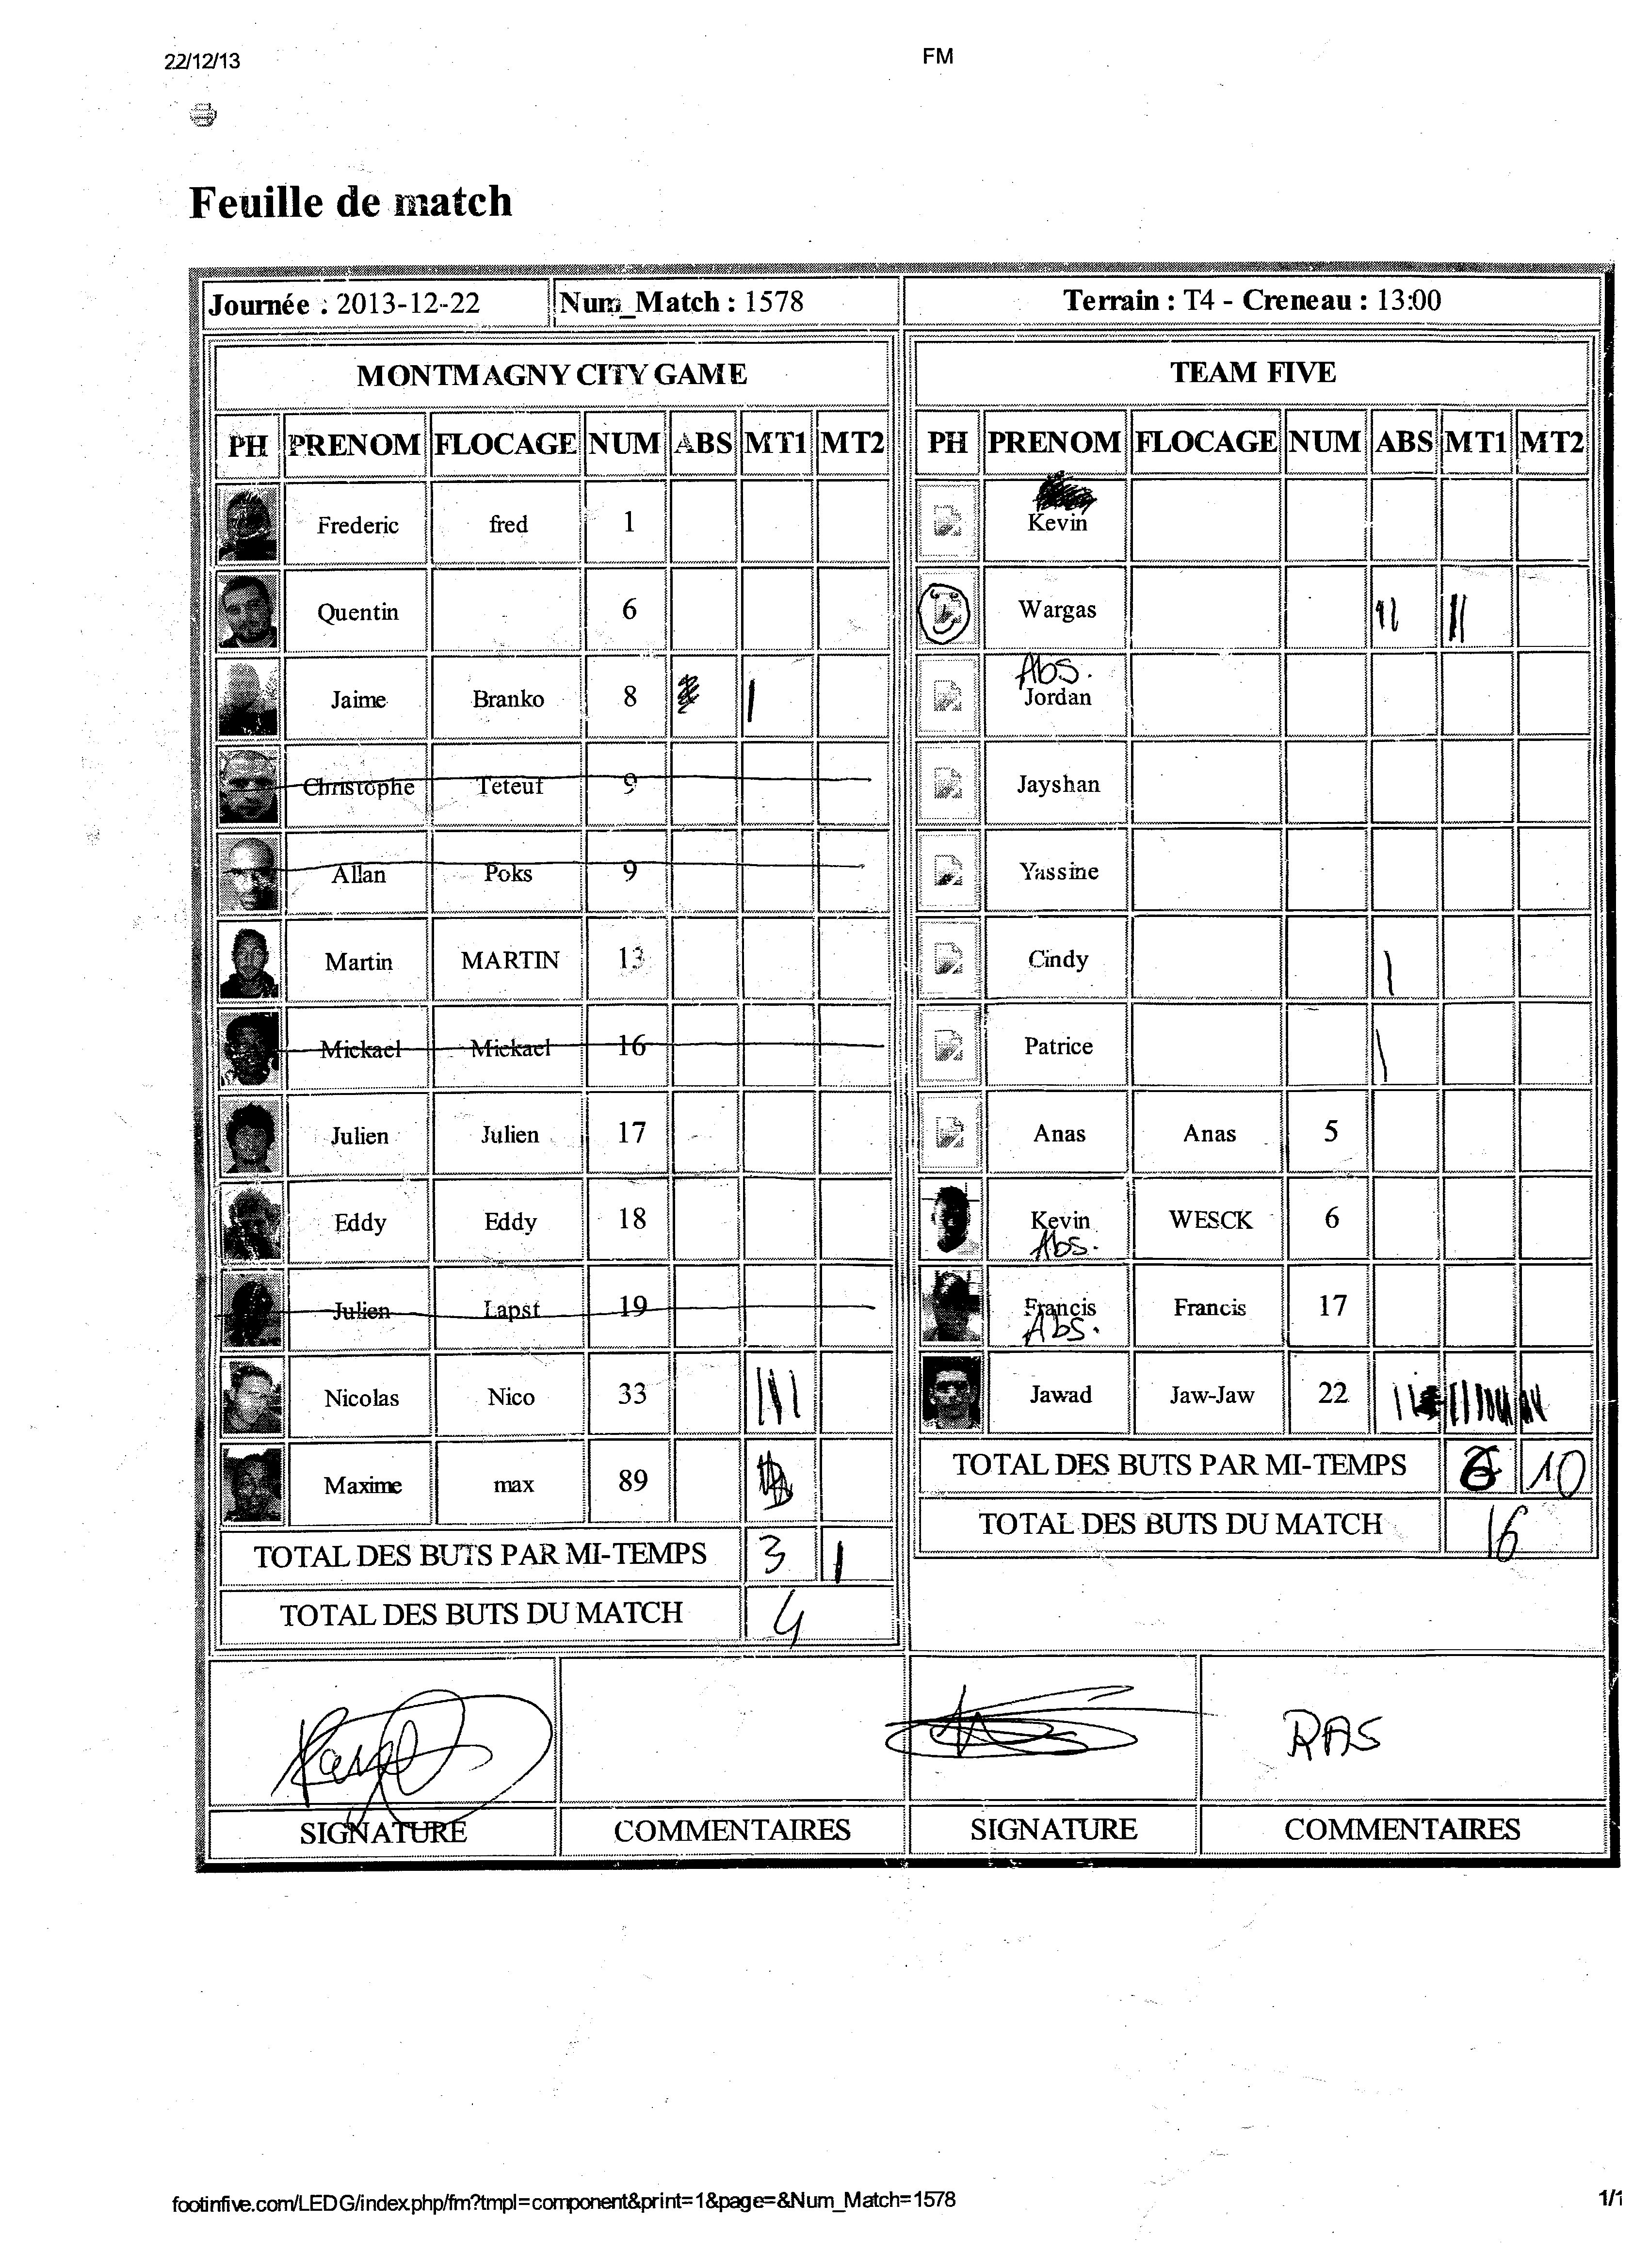 22/12/13
FM
Feuille de match
Journée : 2013-12-22 Num_Match : 1578 Terrain : T4 - Creneau : 13:00
MONTMAGNY CITY GAME TEAM FIVE
PH PRENOM FLOCAGE NUM ABS MT1 MT2 PH PRENOM FLOCAGE NUM ABS MT1 MT2
Frederic fred 1 Kevin
Quentin 6 Wargas
Abs.
Jaime Branko 8 Jordan
Christophe Teteuf 9 Jayshan
Allan Poks 9 Yassine
Martin MARTIN 13 Cindy
Mickael Mickael 16 Patrice
Julien Julien 17 Anas Anas 5
Eddy Eddy 18 Kevin WESCK 6
Abs.
Julien Lapst 19 Francis Francis 17
Abs.
Nicolas Nico 33 Jawad Jaw-Jaw 22
Maxime max 89 TOTAL DES BUTS PAR MI-TEMPS 6 10
TOTAL DES BUTS DU MATCH 16
TOTAL DES BUTS PAR MI-TEMPS 3 1
TOTAL DES BUTS DU MATCH 4
RAS
SIGNATURE COMMENTAIRES SIGNATURE COMMENTAIRES
footinfive.com/LEDG/index.php/fm?tmpl=component&print=1&page=&Num_Match=1578 1/1